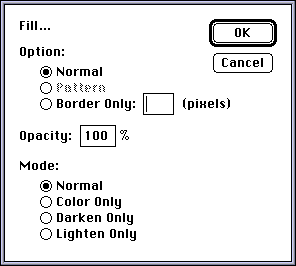 Fill...
OK
Cancel
Option:
Normal
Pattern
Border Only: (pixels)
Opacity: 100 %
Mode:
Normal
Color Only
Darken Only
Lighten Only